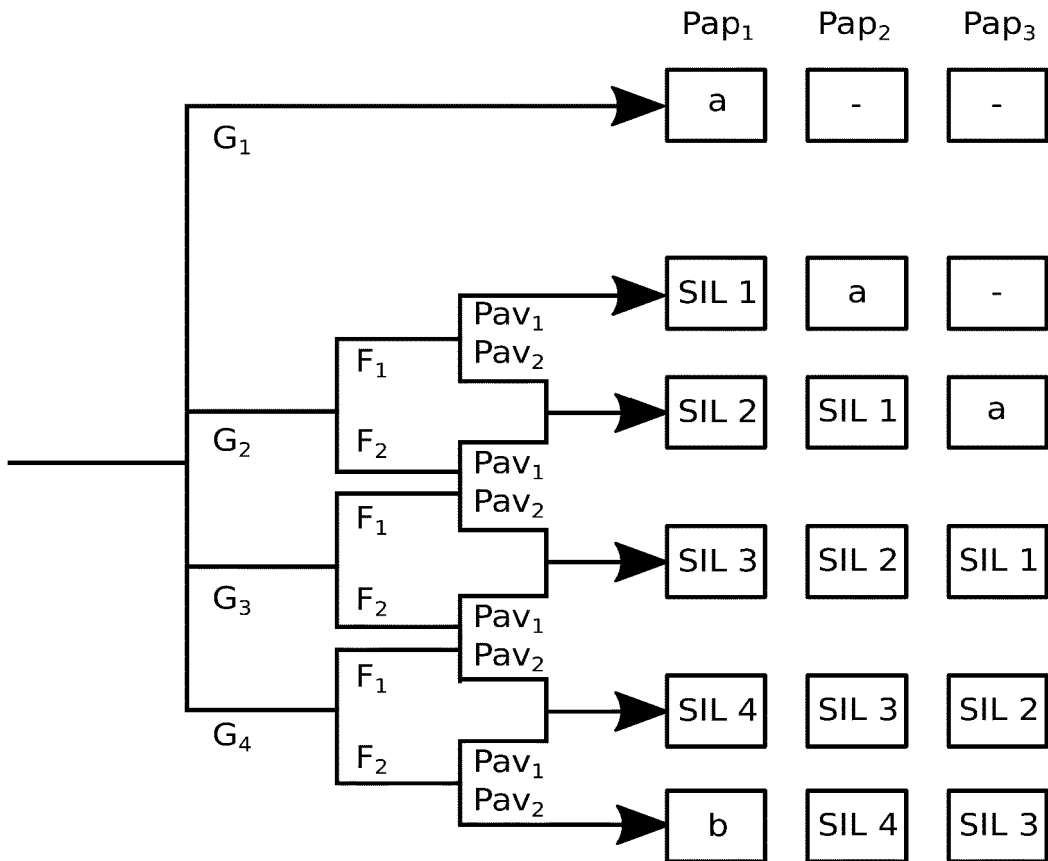 Pap₁ Pap₂ Pap₃
a - -
G₁
SIL 1 a -
Pav₁
F₁ Pav₂
SIL 2 SIL 1 a
G₂ F₂ Pav₁
F₁ Pav₂
SIL 3 SIL 2 SIL 1
G₃ F₂ Pav₁
F₁ Pav₂
SIL 4 SIL 3 SIL 2
G₄ F₂ Pav₁
Pav₂
b SIL 4 SIL 3